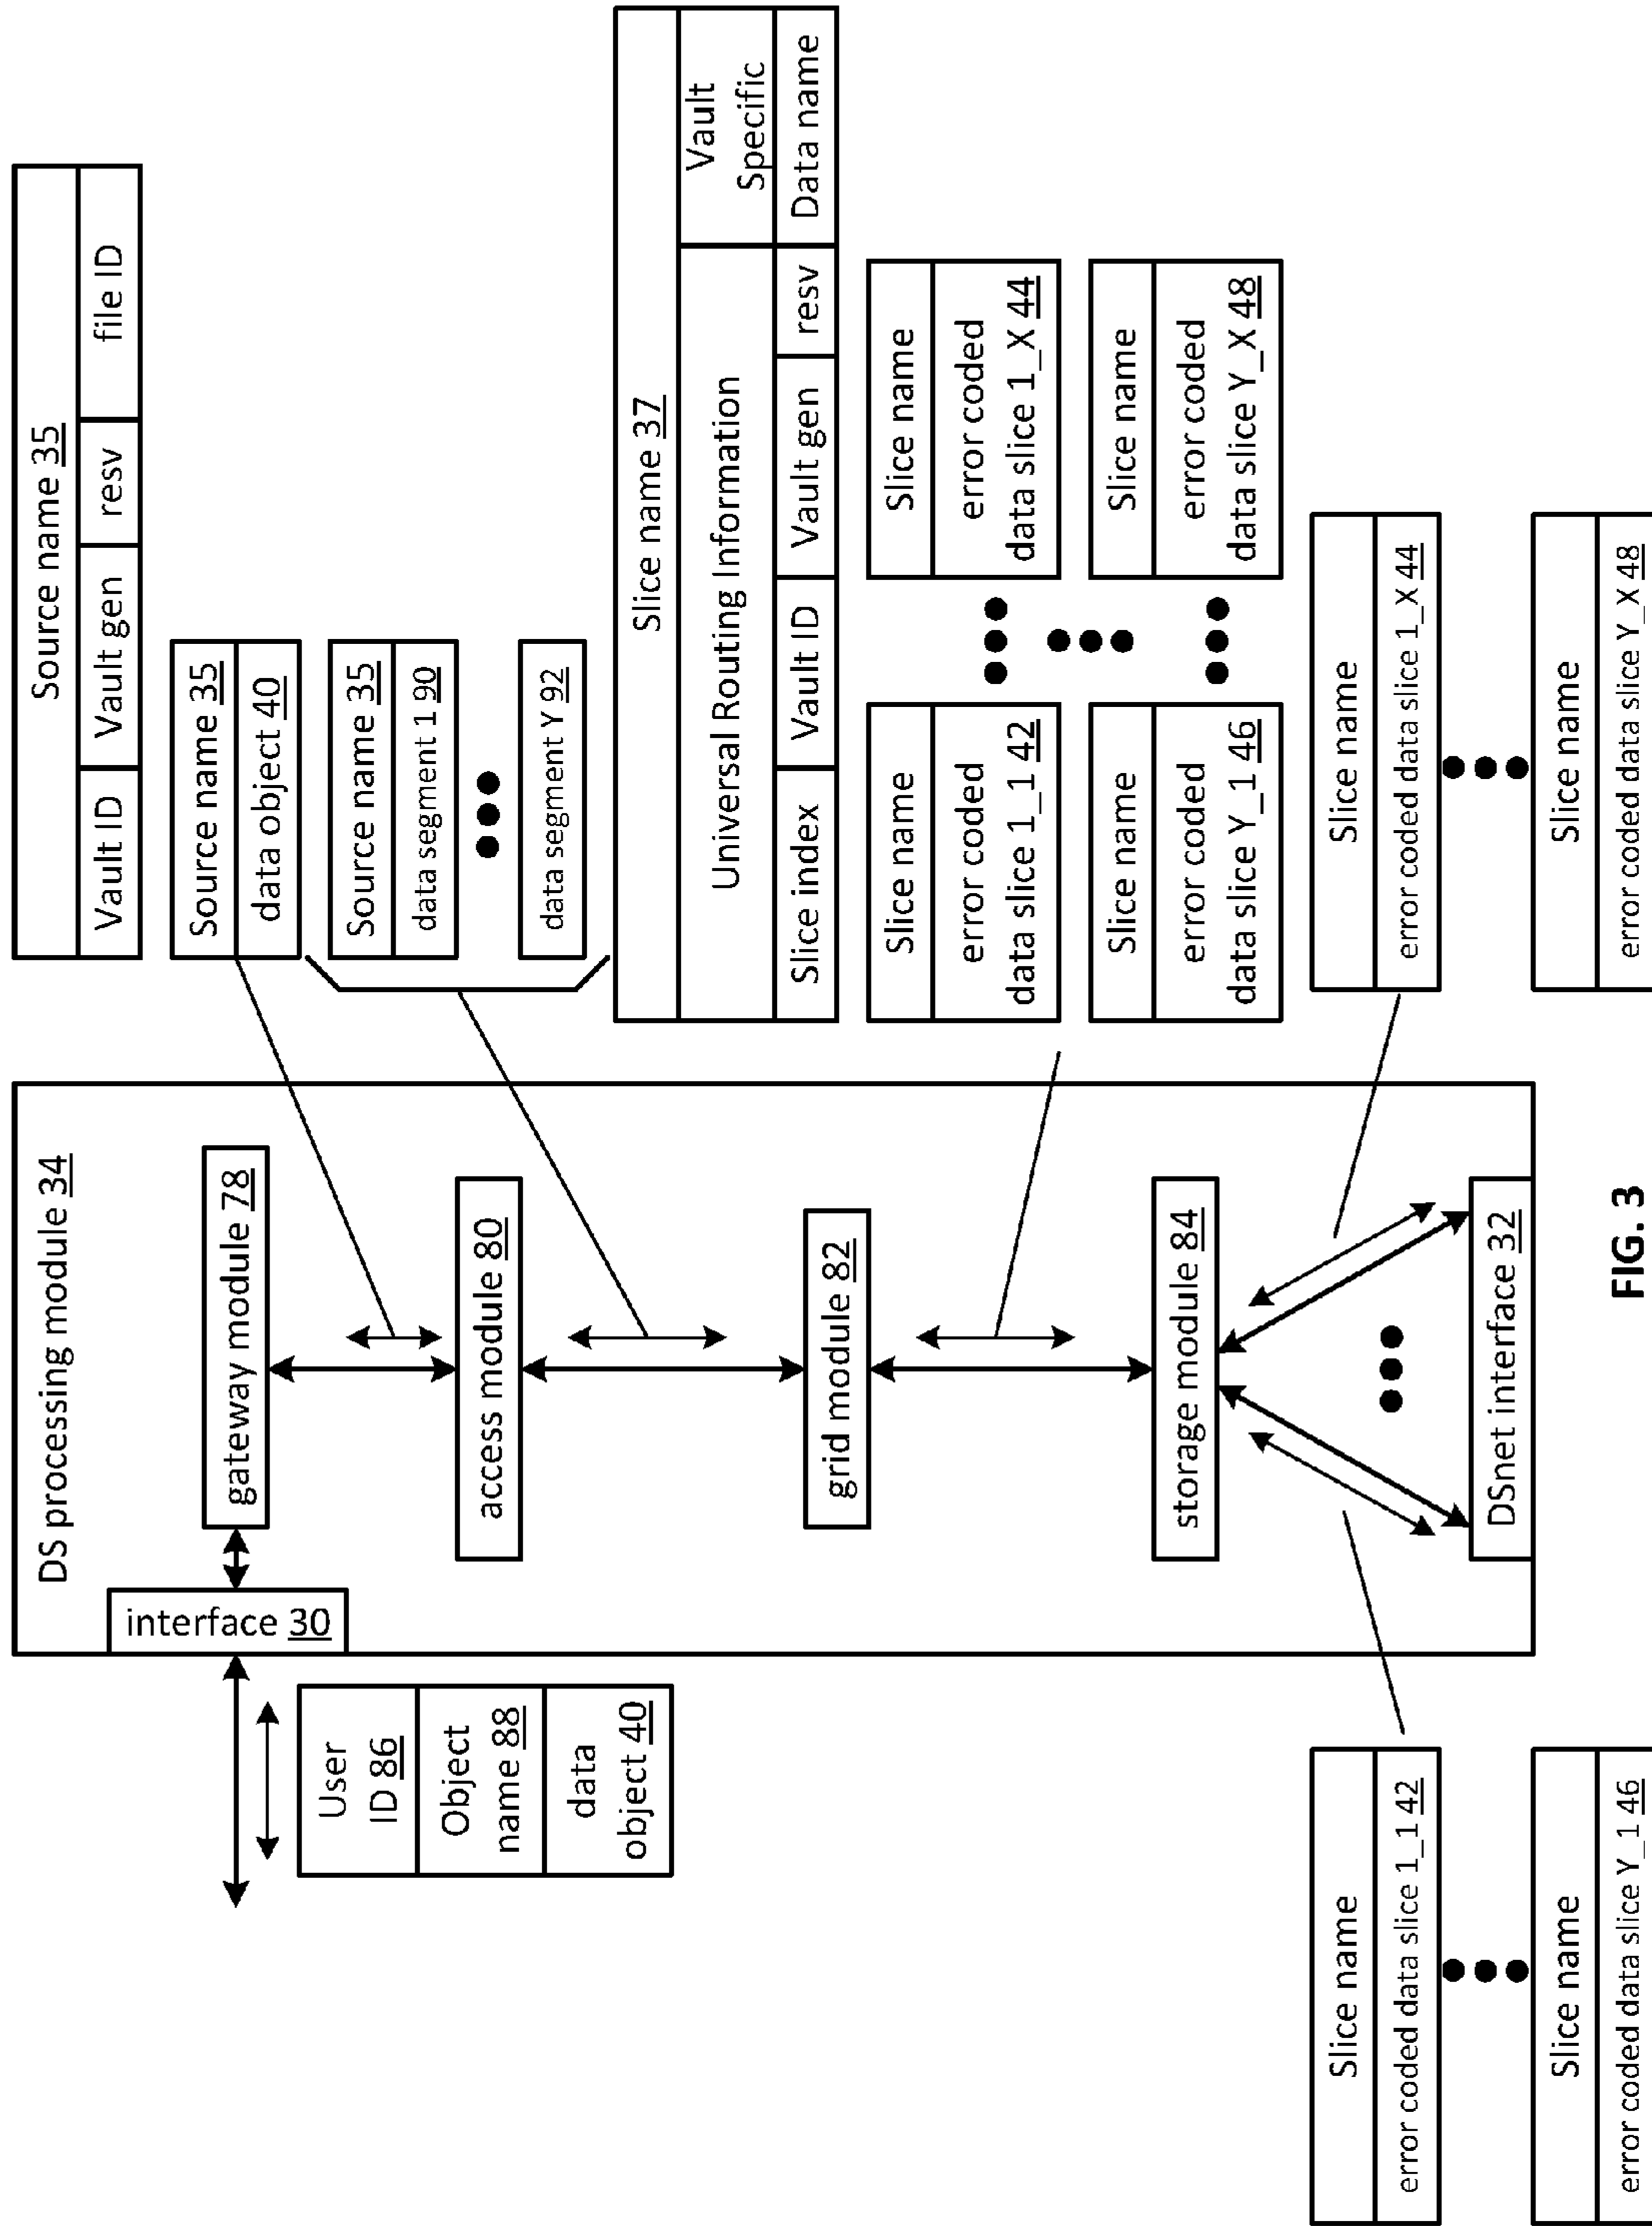 DS processing module 34
interface 30
gateway module 78
access module 80
grid module 82
storage module 84
DSnet interface 32
User
ID 86
Object
name 88
data
object 40
Source name 35
Vault ID
Vault gen
resv
file ID
Source name 35
data object 40
Source name 35
data segment 1 90
data segment Y 92
Slice name 37
Universal Routing Information
Vault
Specific
Slice index
Vault ID
Vault gen
resv
Data name
Slice name
error coded
data slice 1_1 42
Slice name
error coded
data slice 1_X 44
Slice name
error coded
data slice Y_1 46
Slice name
error coded
data slice Y_X 48
Slice name
error coded data slice 1_1 42
Slice name
error coded data slice Y_1 46
Slice name
error coded data slice 1_X 44
Slice name
error coded data slice Y_X 48
FIG. 3